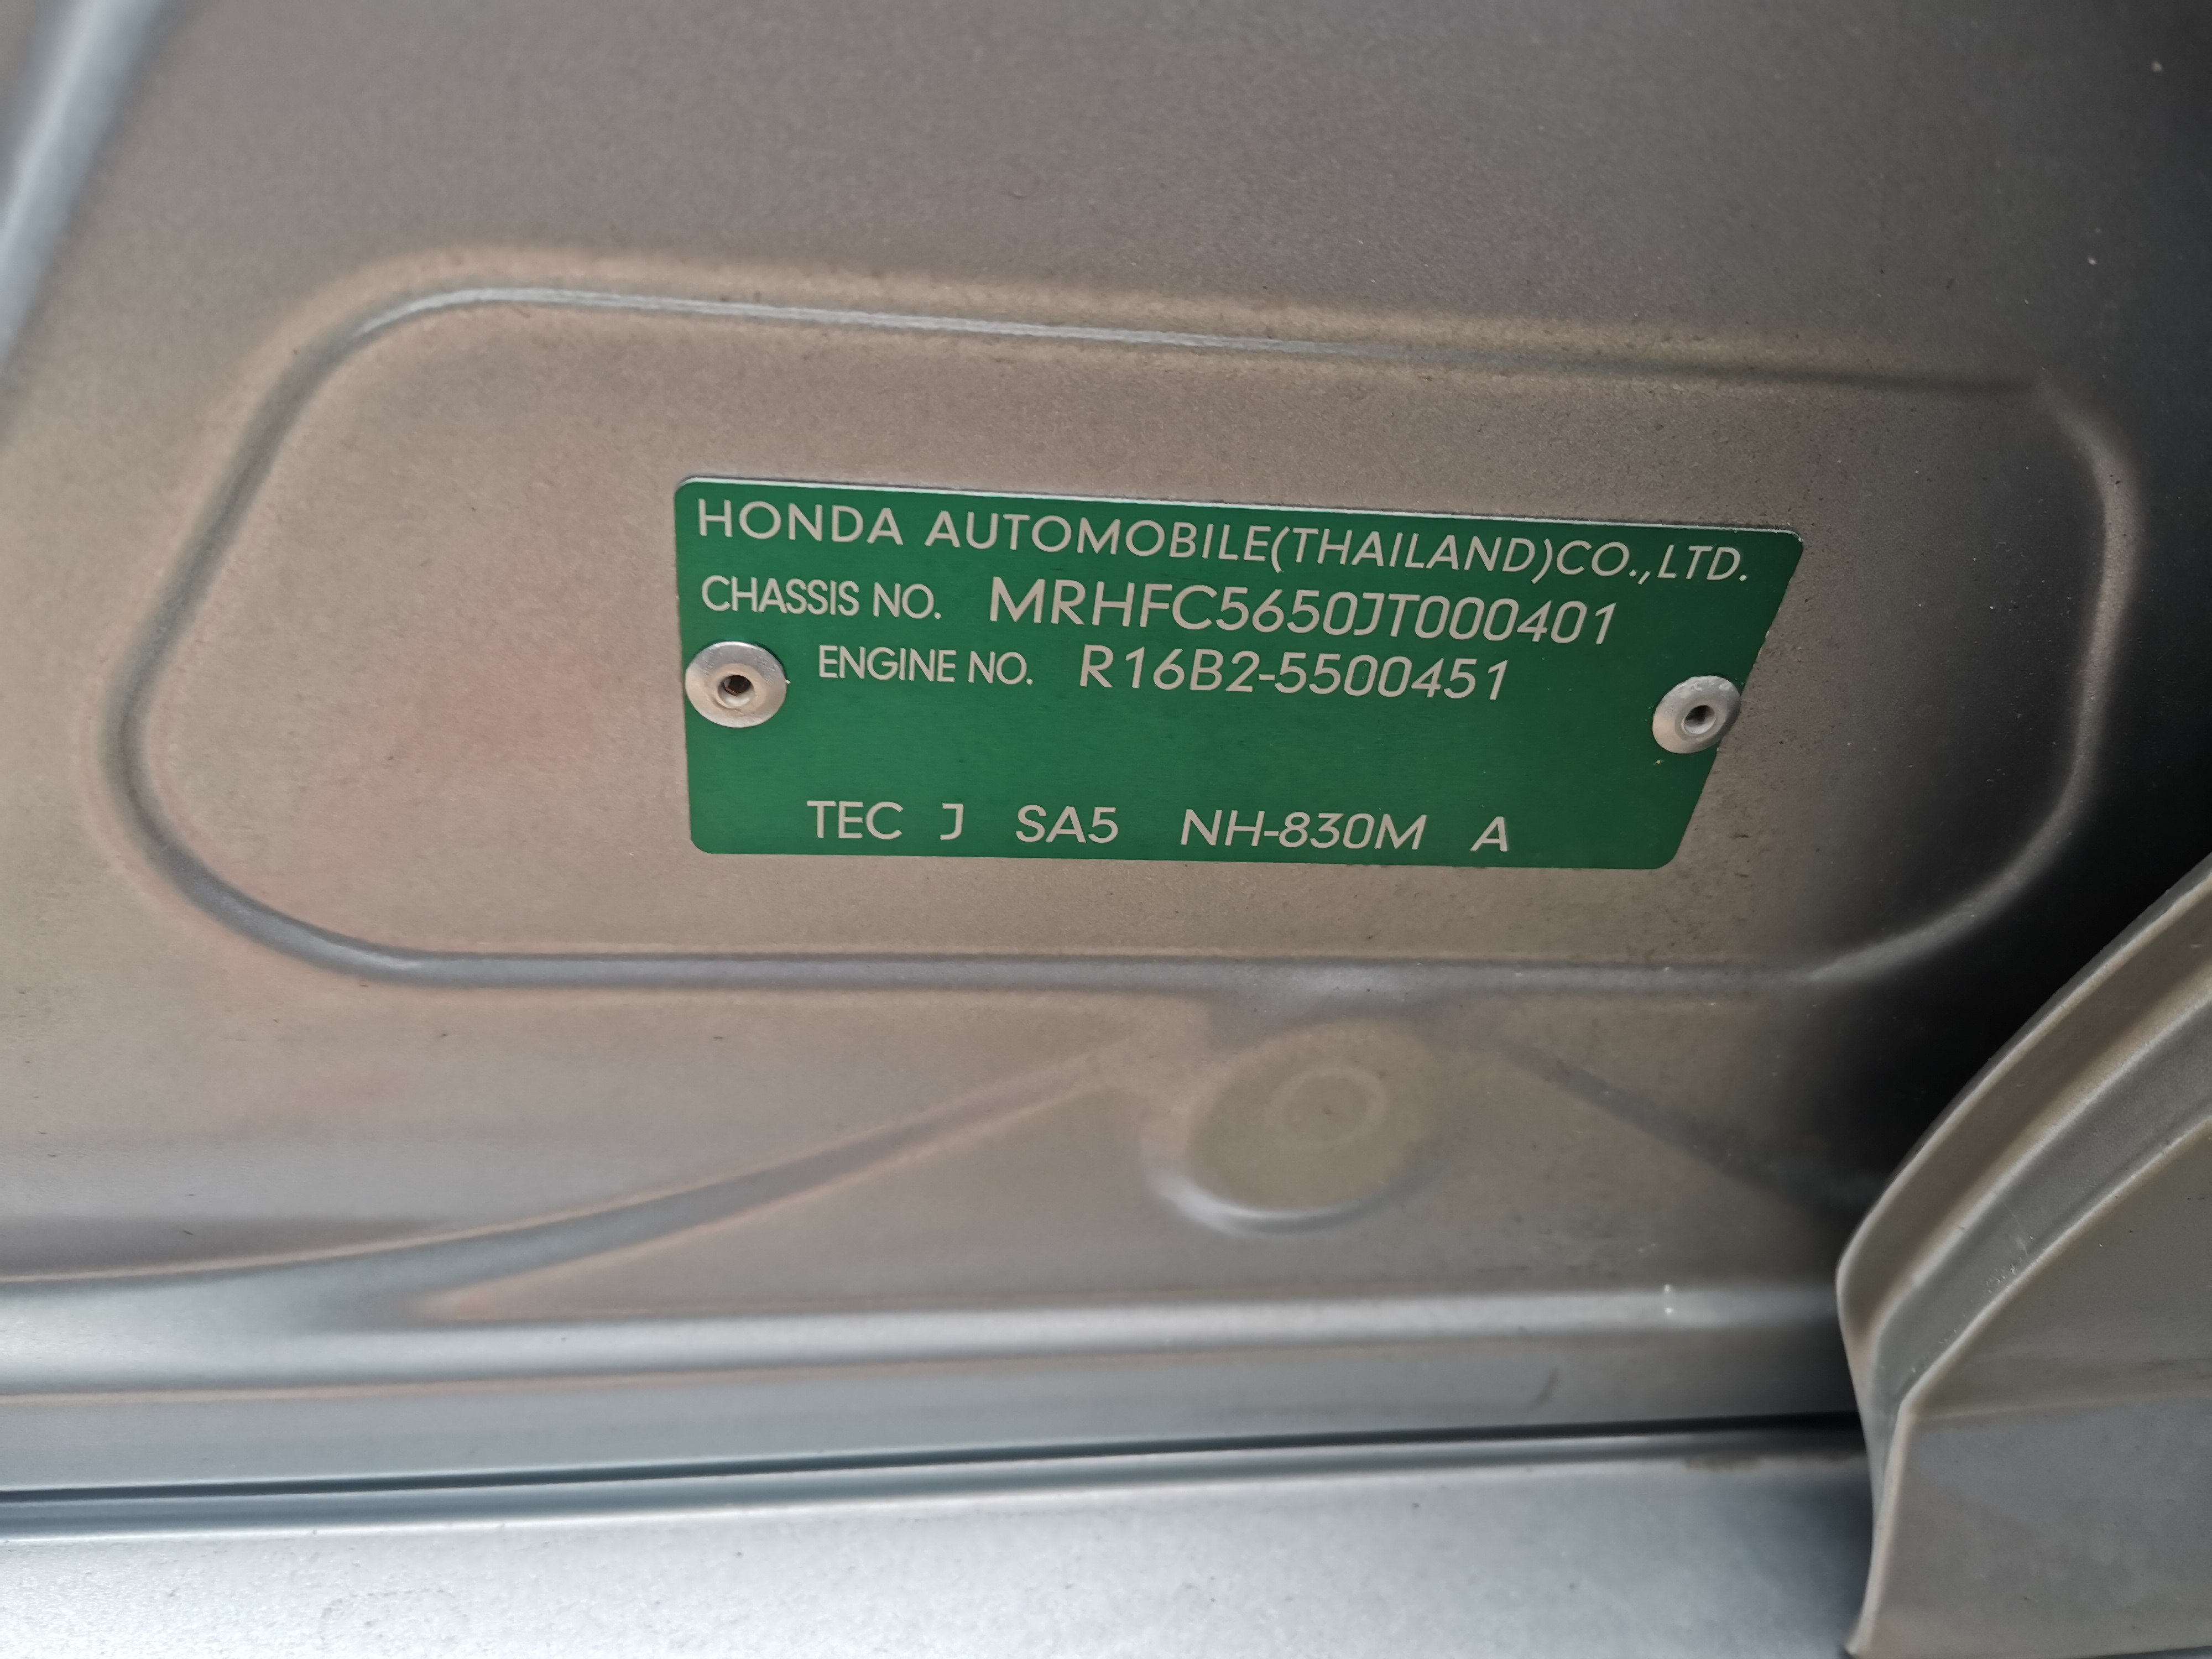 HONDA AUTOMOBILE(THAILAND)CO.,LTD.
CHASSIS NO. MRHFC5650JT000401
ENGINE NO. R16B2-5500451
TEC J SA5 NH-830M A